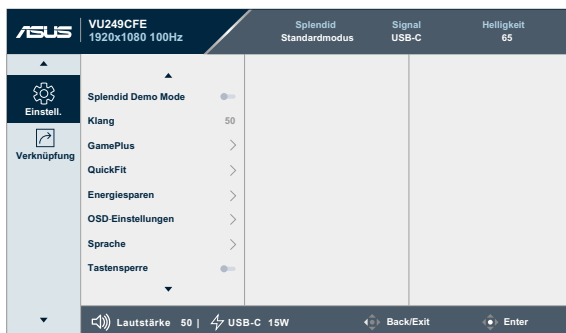 ASUS
VU249CFE
1920x1080 100Hz
Splendid
Standardmodus
Signal
USB-C
Helligkeit
65
Einstell.
Verknüpfung
Splendid Demo Mode
Klang 50
GamePlus
QuickFit
Energiesparen
OSD-Einstellungen
Sprache
Tastensperre
Lautstärke 50 | USB-C 15W Back/Exit Enter